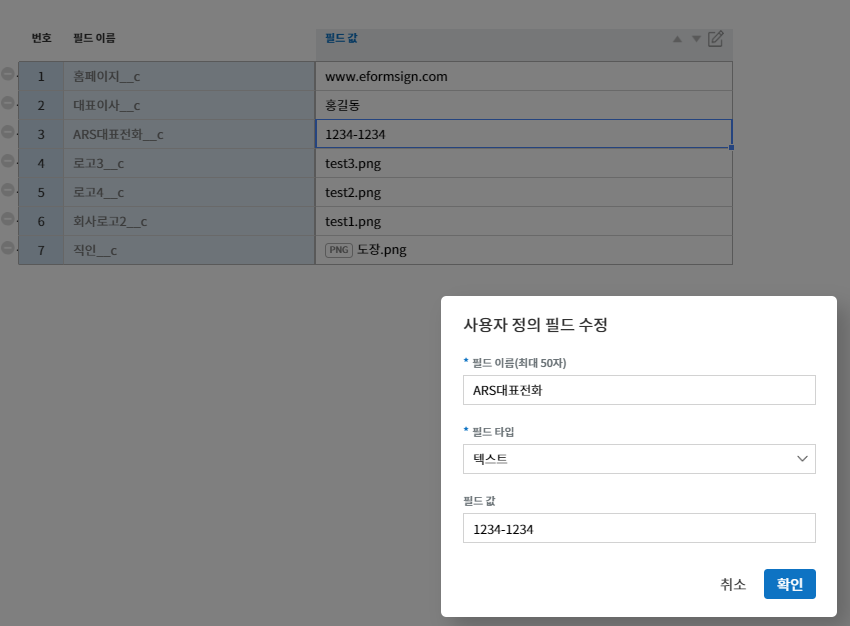 번호 필드 이름 필드 값
1 홈페이지__c www.eformsign.com
2 대표이사__c 홍길동
3 ARS대표전화__c 1234-1234
4 로고3__c test3.png
5 로고4__c test2.png
6 회사로고2__c test1.png
7 직인__c PNG 도장.png
사용자 정의 필드 수정
* 필드 이름(최대 50자)
ARS대표전화
* 필드 타입
텍스트
필드 값
1234-1234
취소 확인